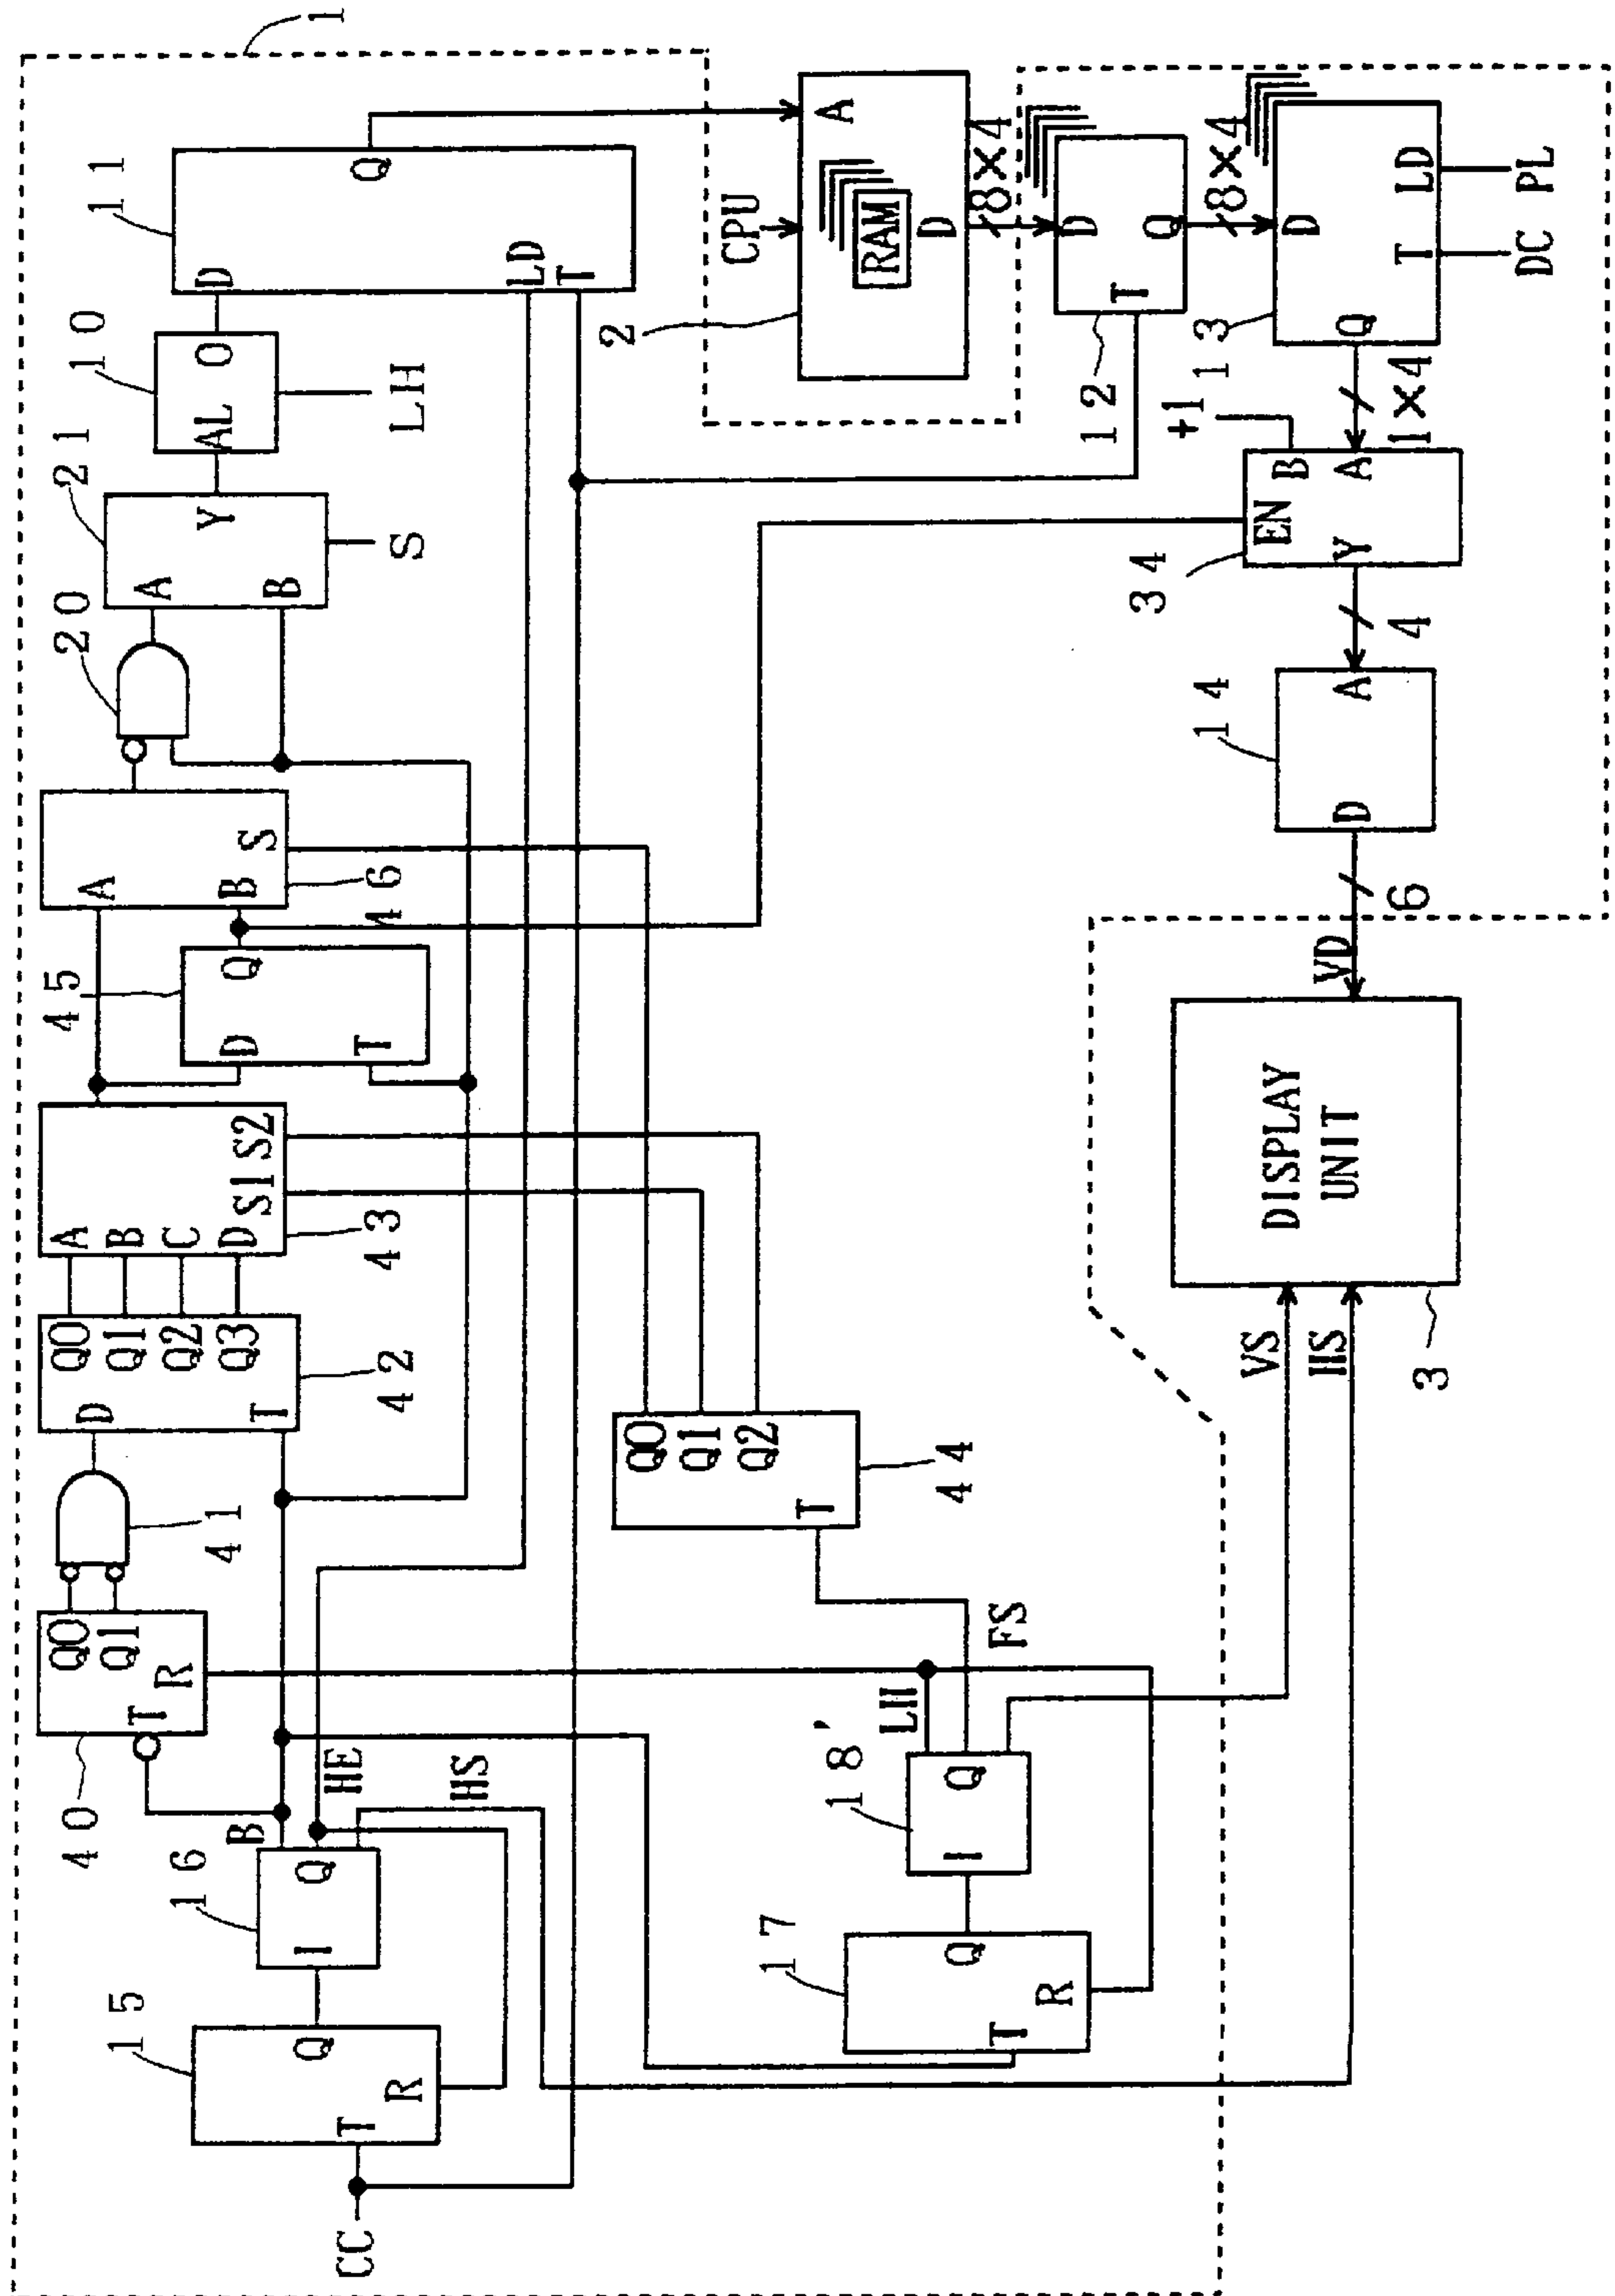 1
CC
15
T
Q
R
16
I
Q
B
HE
HS
40
T
R
Q0
Q1
41
42
D
T
Q0
Q1
Q2
Q3
43
A
B
C
D
S1
S2
45
D
T
Q
46
A
B
S
20
21
A
B
Y
S
10
AL
O
LH
11
D
LD
T
Q
44
T
Q0
Q1
Q2
17
T
R
Q
18'
I
Q
LH
FS
VS
HS
3
DISPLAY
UNIT
VD
6
14
D
A
4
34
EN
Y
B
A
+1
1×4
13
Q
T
LD
D
DC
PL
8×4
12
T
D
Q
8×4
2
CPU
RAM
A
D